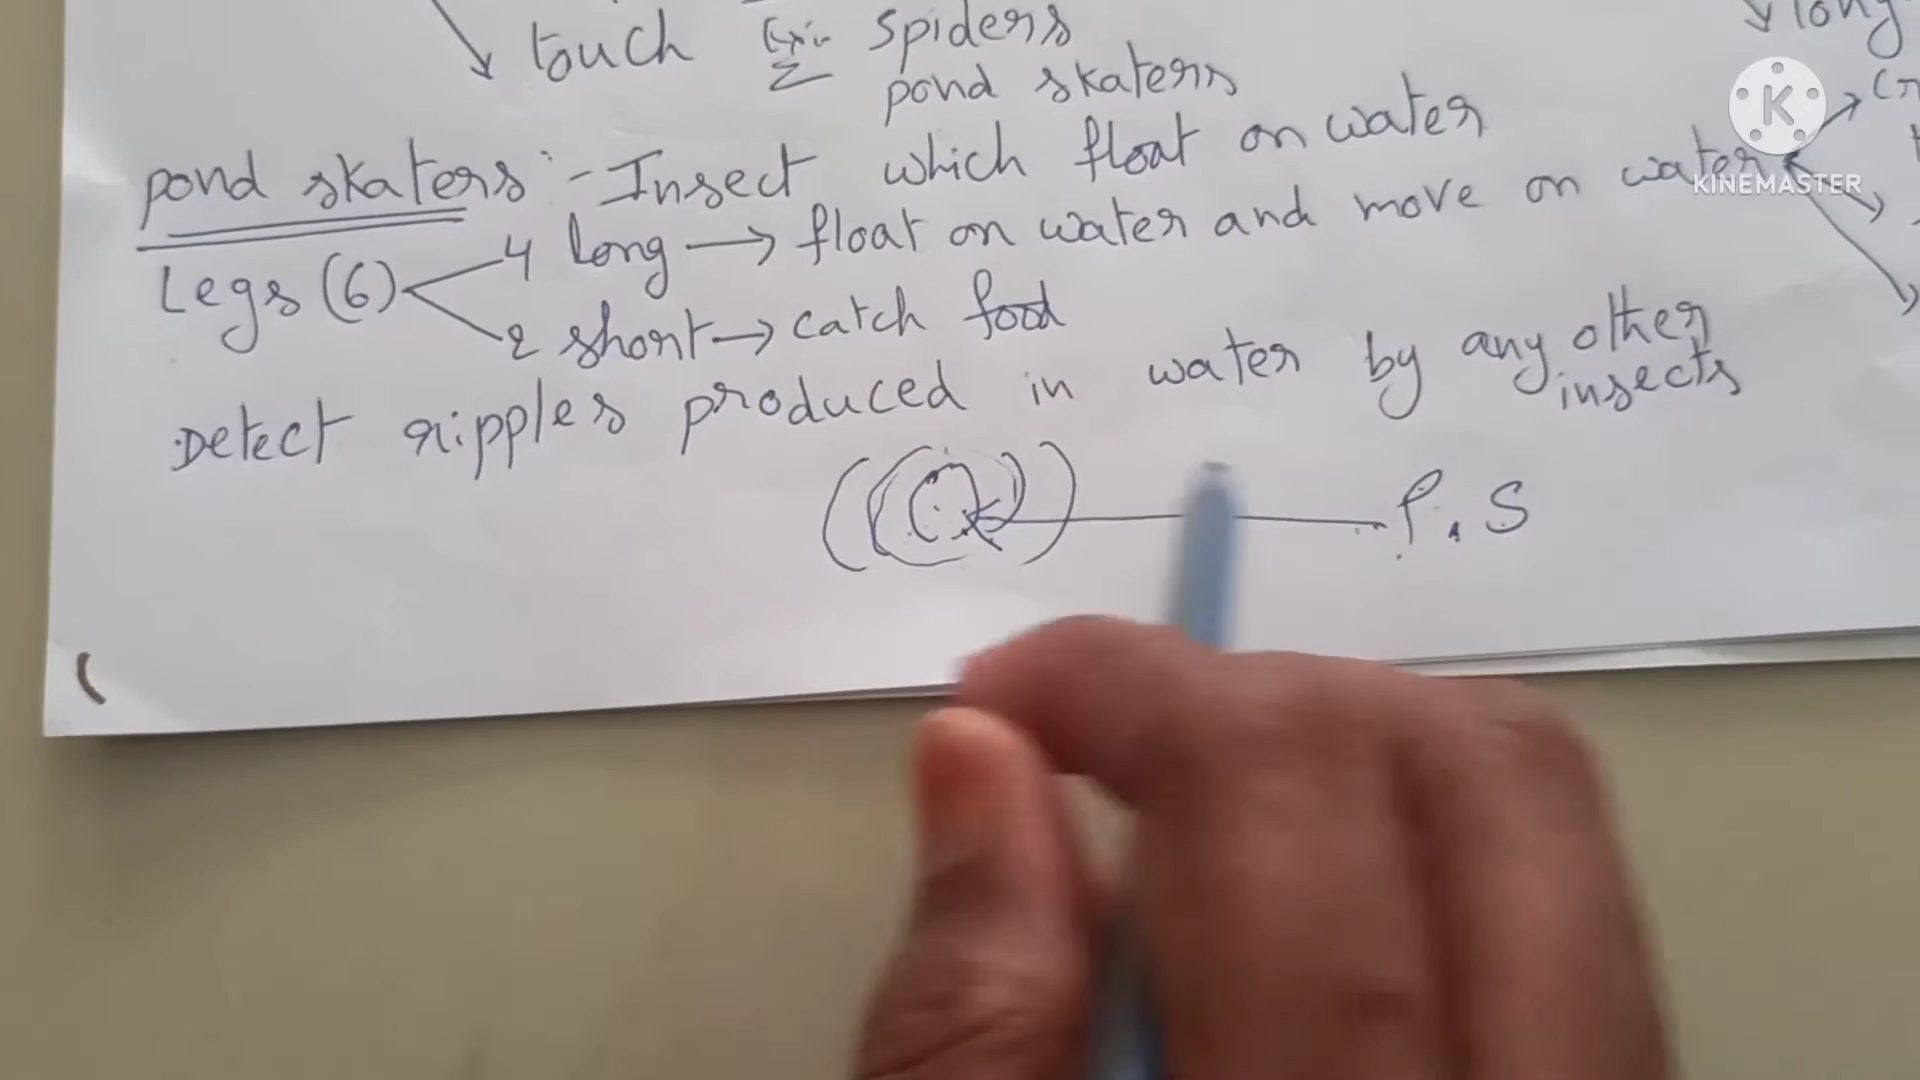 touch Ex:- spiders
pond skaters
pond skaters :- Insect which float on water
Legs (6) 4 long → float on water and move on water
2 short → catch food
Detect ripples produced in water by any other
insects
P.S
long
K
KINEMASTER